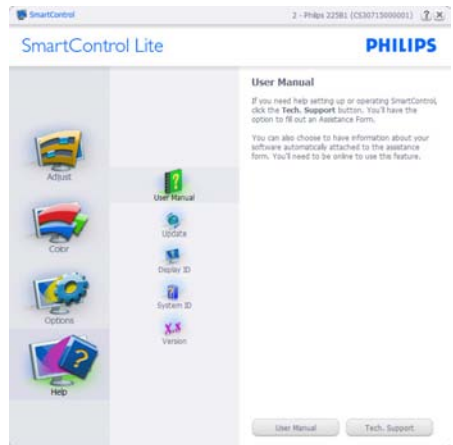 SmartControl
2 - Philips 225B1 (CS30715000001)
SmartControl Lite
PHILIPS
Adjust
Color
Options
Help
User Manual
Update
Display ID
System ID
X.x
Version
User Manual
If you need help setting up or operating SmartControl,
click the Tech. Support button. You'll have the
option to fill out an Assistance Form.
You can also choose to have information about your
software automatically attached to the assistance
form. You'll need to be online to use this feature.
User Manual
Tech. Support